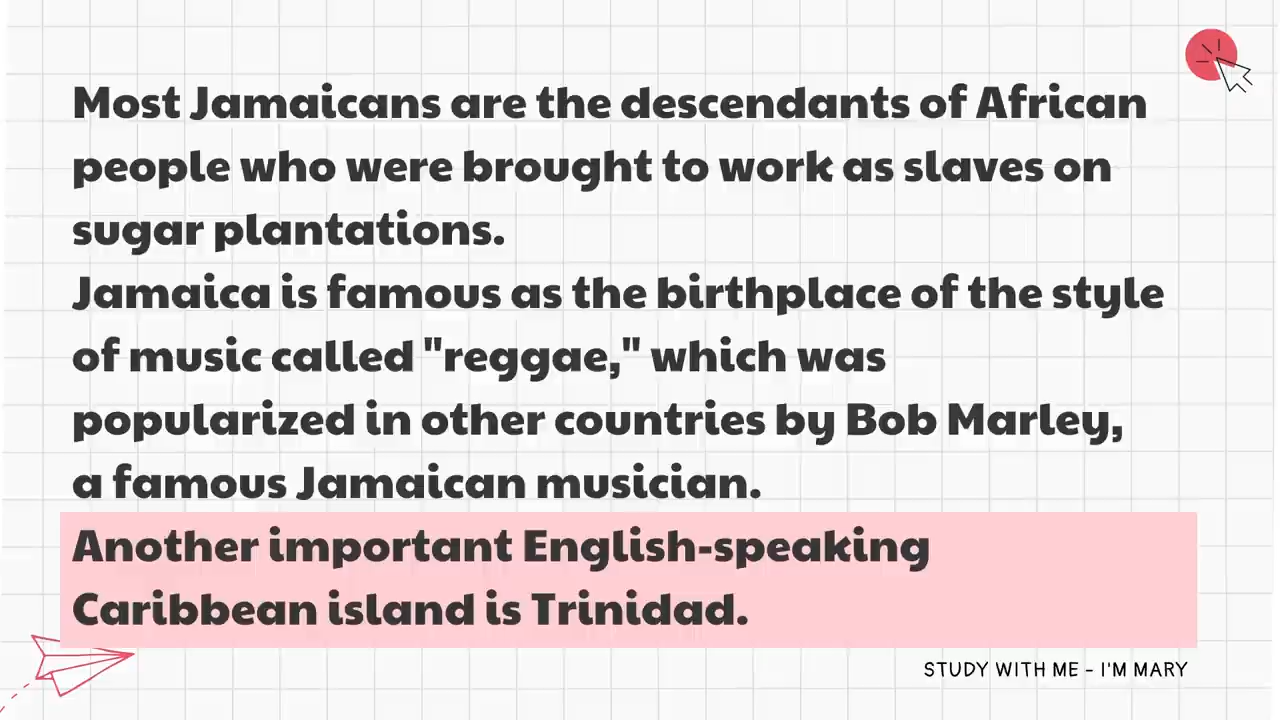 Most Jamaicans are the descendants of African
people who were brought to work as slaves on
sugar plantations.
Jamaica is famous as the birthplace of the style
of music called "reggae," which was
popularized in other countries by Bob Marley,
a famous Jamaican musician.
Another important English-speaking
Caribbean island is Trinidad.
STUDY WITH ME - I'M MARY